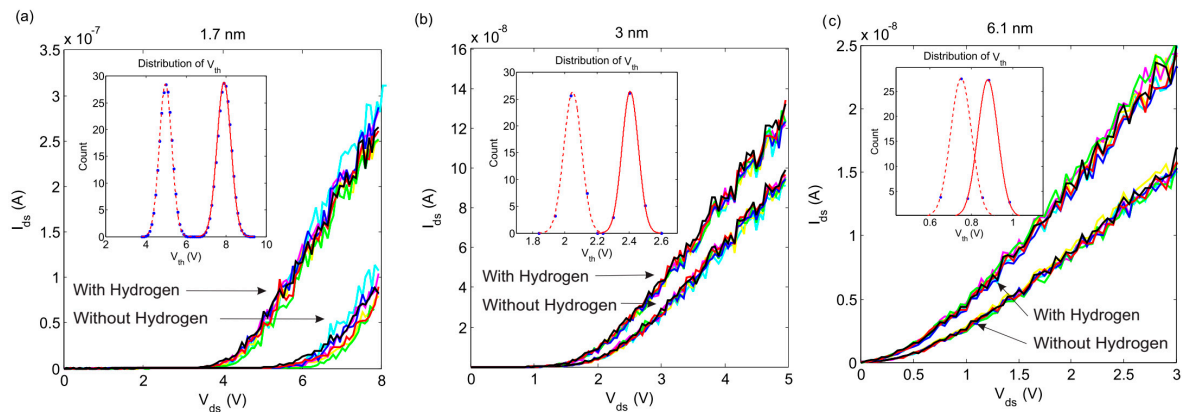 (a)
1.7 nm
x 10⁻⁷
3.5
3
2.5
2
1.5
1
0.5
0
I_ds (A)
0 2 4 6 8
V_ds (V)
Distribution of V_th
30
25
20
15
10
5
0
Count
2 4 6 8 10
V_th (V)
With Hydrogen
Without Hydrogen
(b)
3 nm
x 10⁻⁸
16
14
12
10
8
6
4
2
I_ds (A)
0 1 2 3 4 5
V_ds (V)
Distribution of V_th
30
25
20
15
10
5
0
Count
1.8 2 2.2 2.4 2.6
V_th (V)
With Hydrogen
Without Hydrogen
(c)
6.1 nm
x 10⁻⁸
2.5
2
1.5
1
0.5
0
I_ds (A)
0 0.5 1 1.5 2 2.5 3
V_ds (V)
Distribution of V_th
30
25
20
15
10
5
0
Count
0.6 0.8 1
V_th (V)
With Hydrogen
Without Hydrogen